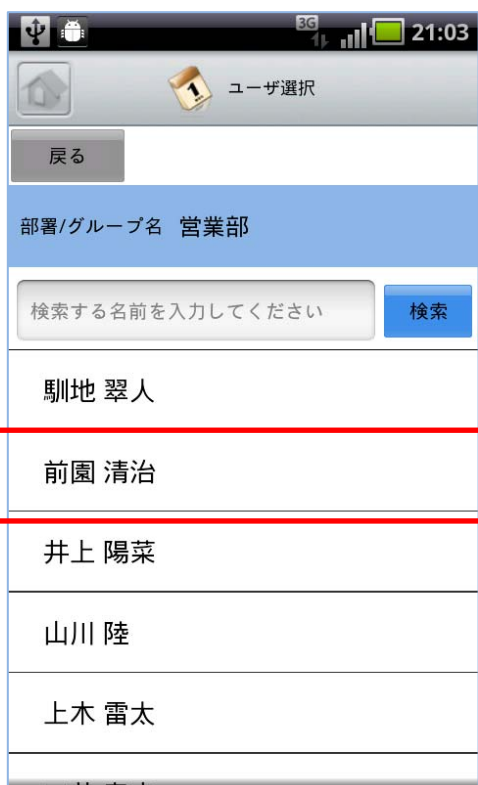 3G 21:03
ユーザ選択
戻る
部署/グループ名 営業部
検索する名前を入力してください 検索
馴地 翠人
前園 清治
井上 陽菜
山川 陸
上木 雷太